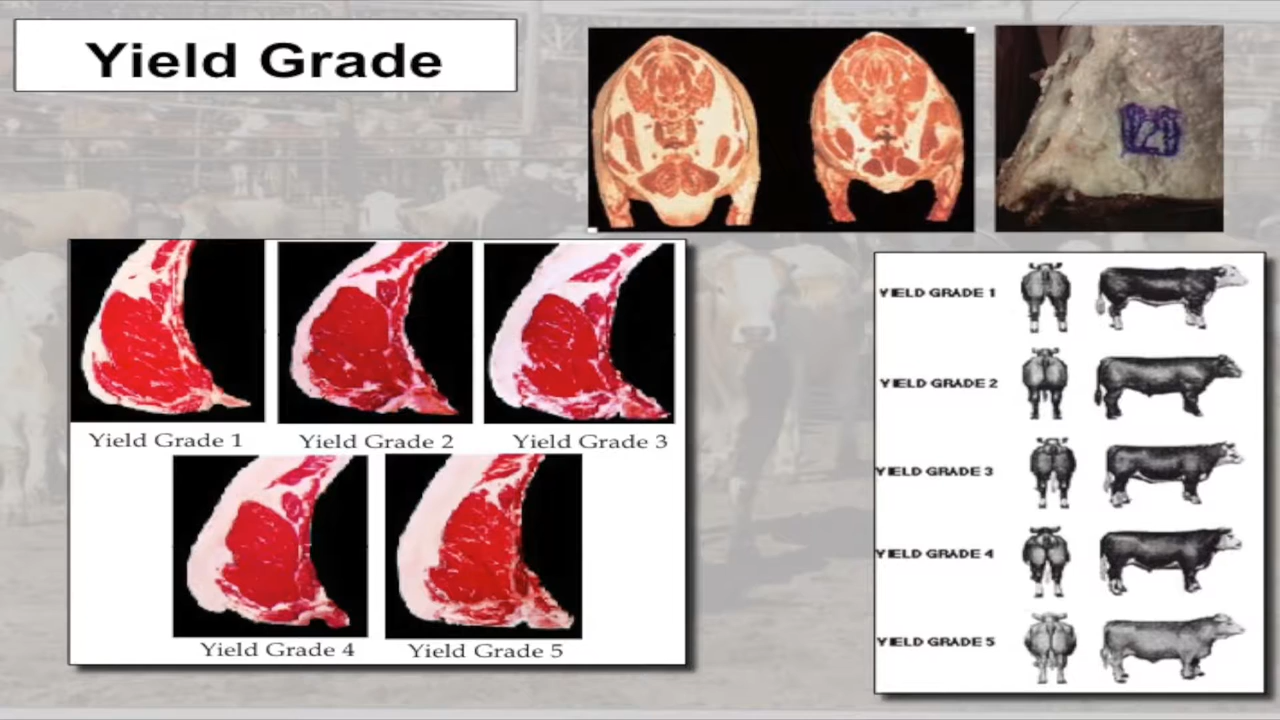 Yield Grade
Yield Grade 1
Yield Grade 2
Yield Grade 3
Yield Grade 4
Yield Grade 5
YIELD GRADE 1
YIELD GRADE 2
YIELD GRADE 3
YIELD GRADE 4
YIELD GRADE 5